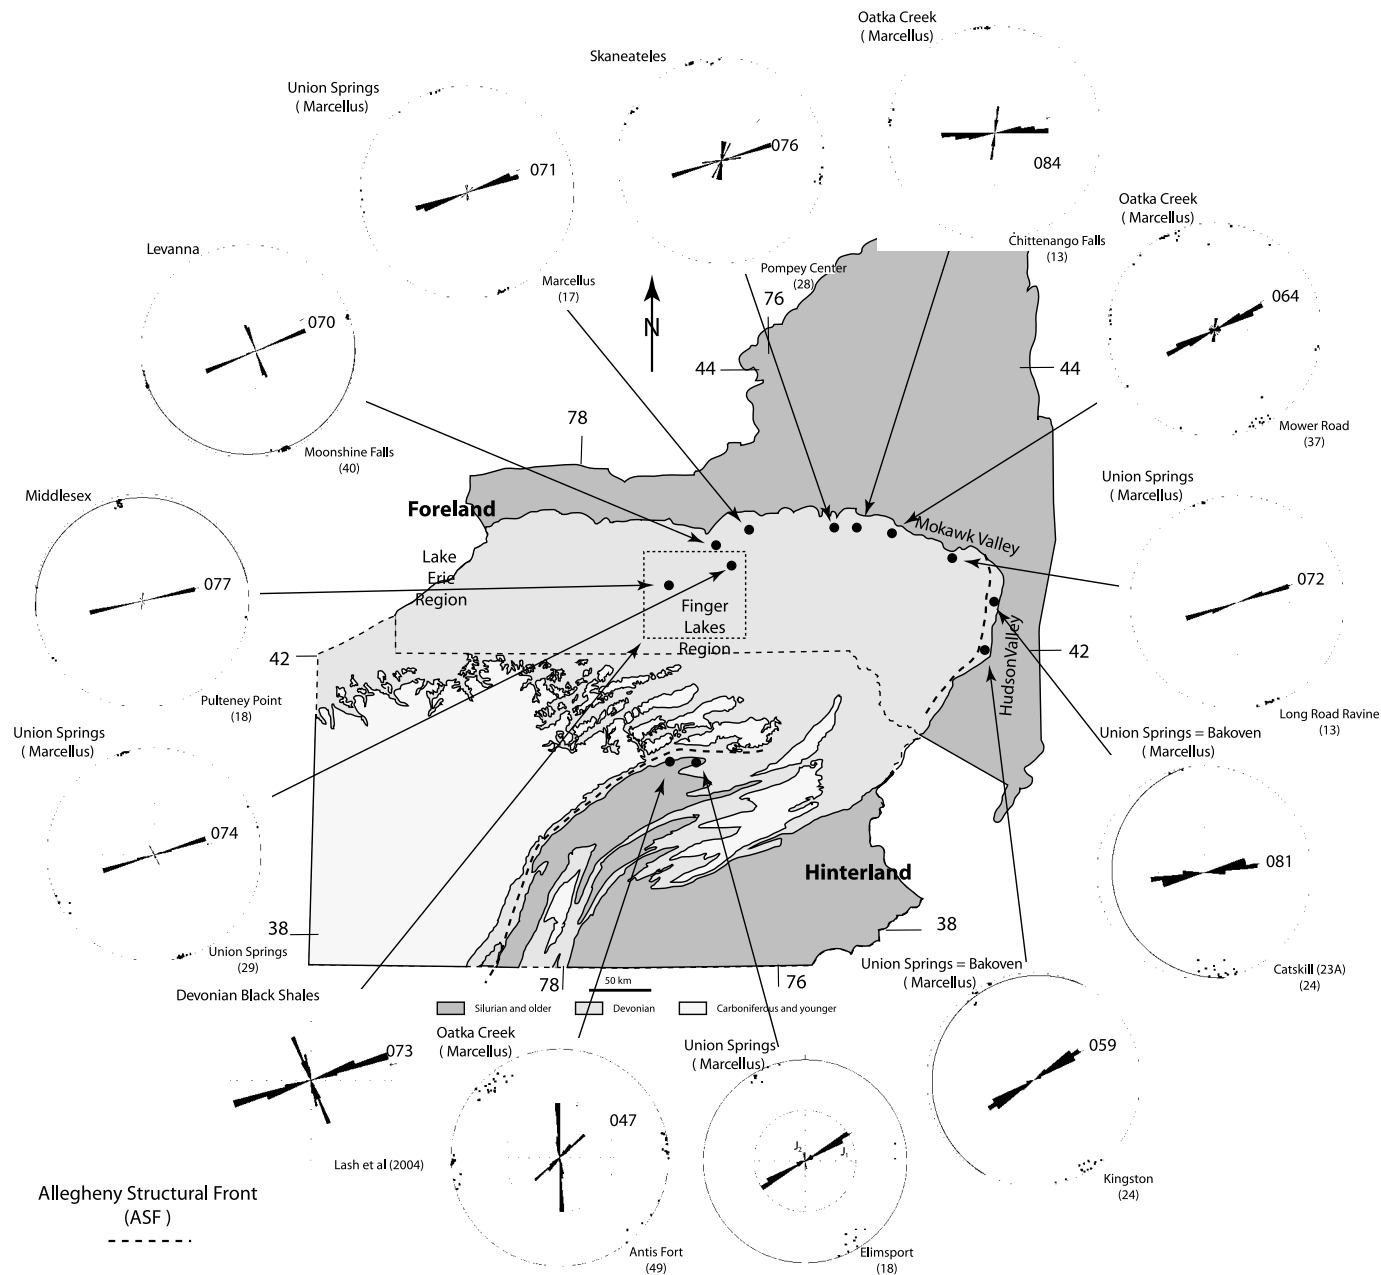 Oatka Creek
( Marcellus)
Skaneateles
Union Springs
( Marcellus)
076
071
084
Oatka Creek
( Marcellus)
Levanna
Chittenango Falls
(13)
Pompey Center
(28)
Marcellus
(17)
76
064
070
N
44
44
78
Mower Road
(37)
Moonshine Falls
(40)
Union Springs
( Marcellus)
Middlesex
Foreland
Mokawk Valley
Lake
Erie
Region
077
072
Finger
Lakes
Region
42
42
Hudson Valley
Pulteney Point
(18)
Long Road Ravine
(13)
Union Springs
( Marcellus)
Union Springs = Bakoven
( Marcellus)
074
081
Hinterland
38
38
Union Springs
(29)
Union Springs = Bakoven
( Marcellus)
Catskill (23A)
(24)
Devonian Black Shales
78
50 km
76
Silurian and older
Devonian
Carboniferous and younger
Oatka Creek
( Marcellus)
Union Springs
( Marcellus)
073
059
047
J2
J1
Lash et al (2004)
Kingston
(24)
Allegheny Structural Front
(ASF )
Antis Fort
(49)
Elimsport
(18)